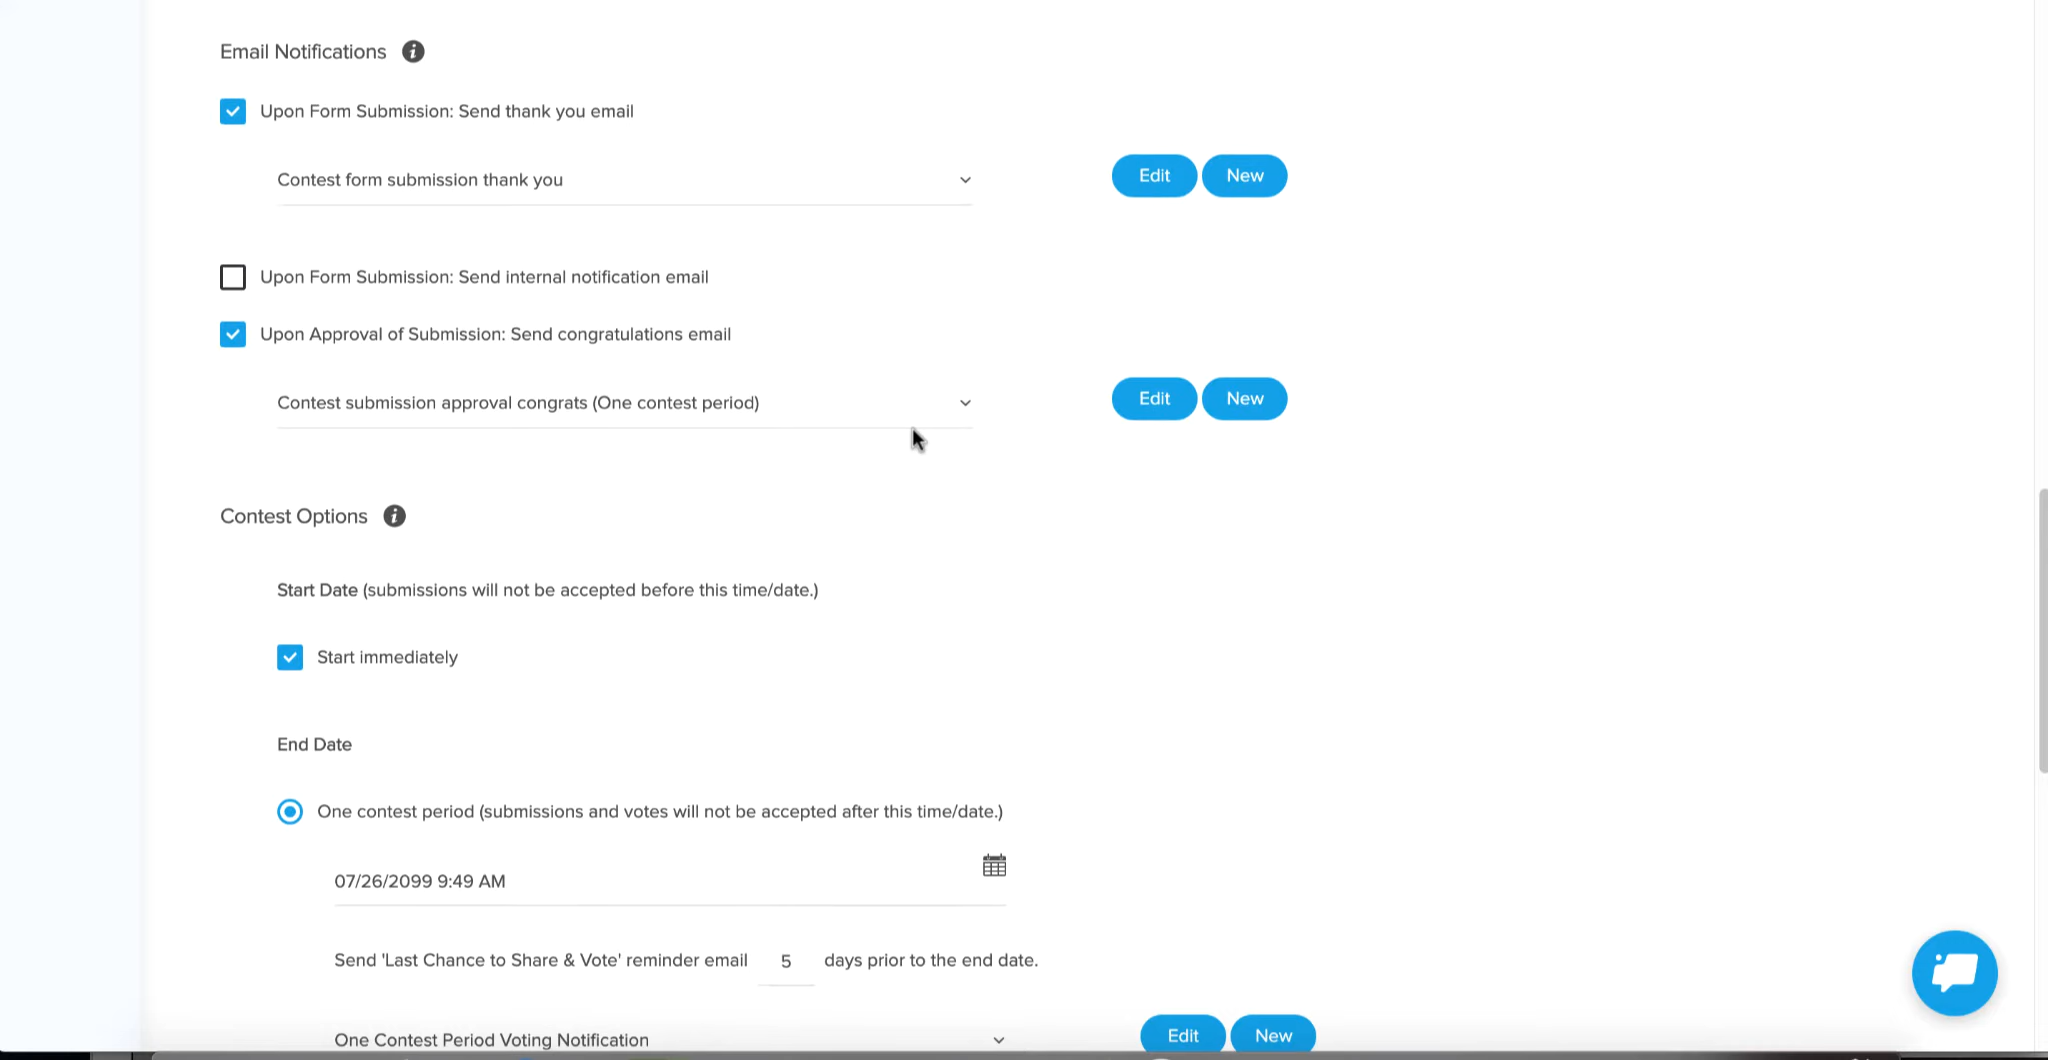 Email Notifications
Upon Form Submission: Send thank you email
Contest form submission thank you
Edit New
Upon Form Submission: Send internal notification email
Upon Approval of Submission: Send congratulations email
Contest submission approval congrats (One contest period)
Edit New
Contest Options
Start Date (submissions will not be accepted before this time/date.)
Start immediately
End Date
One contest period (submissions and votes will not be accepted after this time/date.)
07/26/2099 9:49 AM
Send 'Last Chance to Share & Vote' reminder email 5 days prior to the end date.
One Contest Period Voting Notification
Edit New